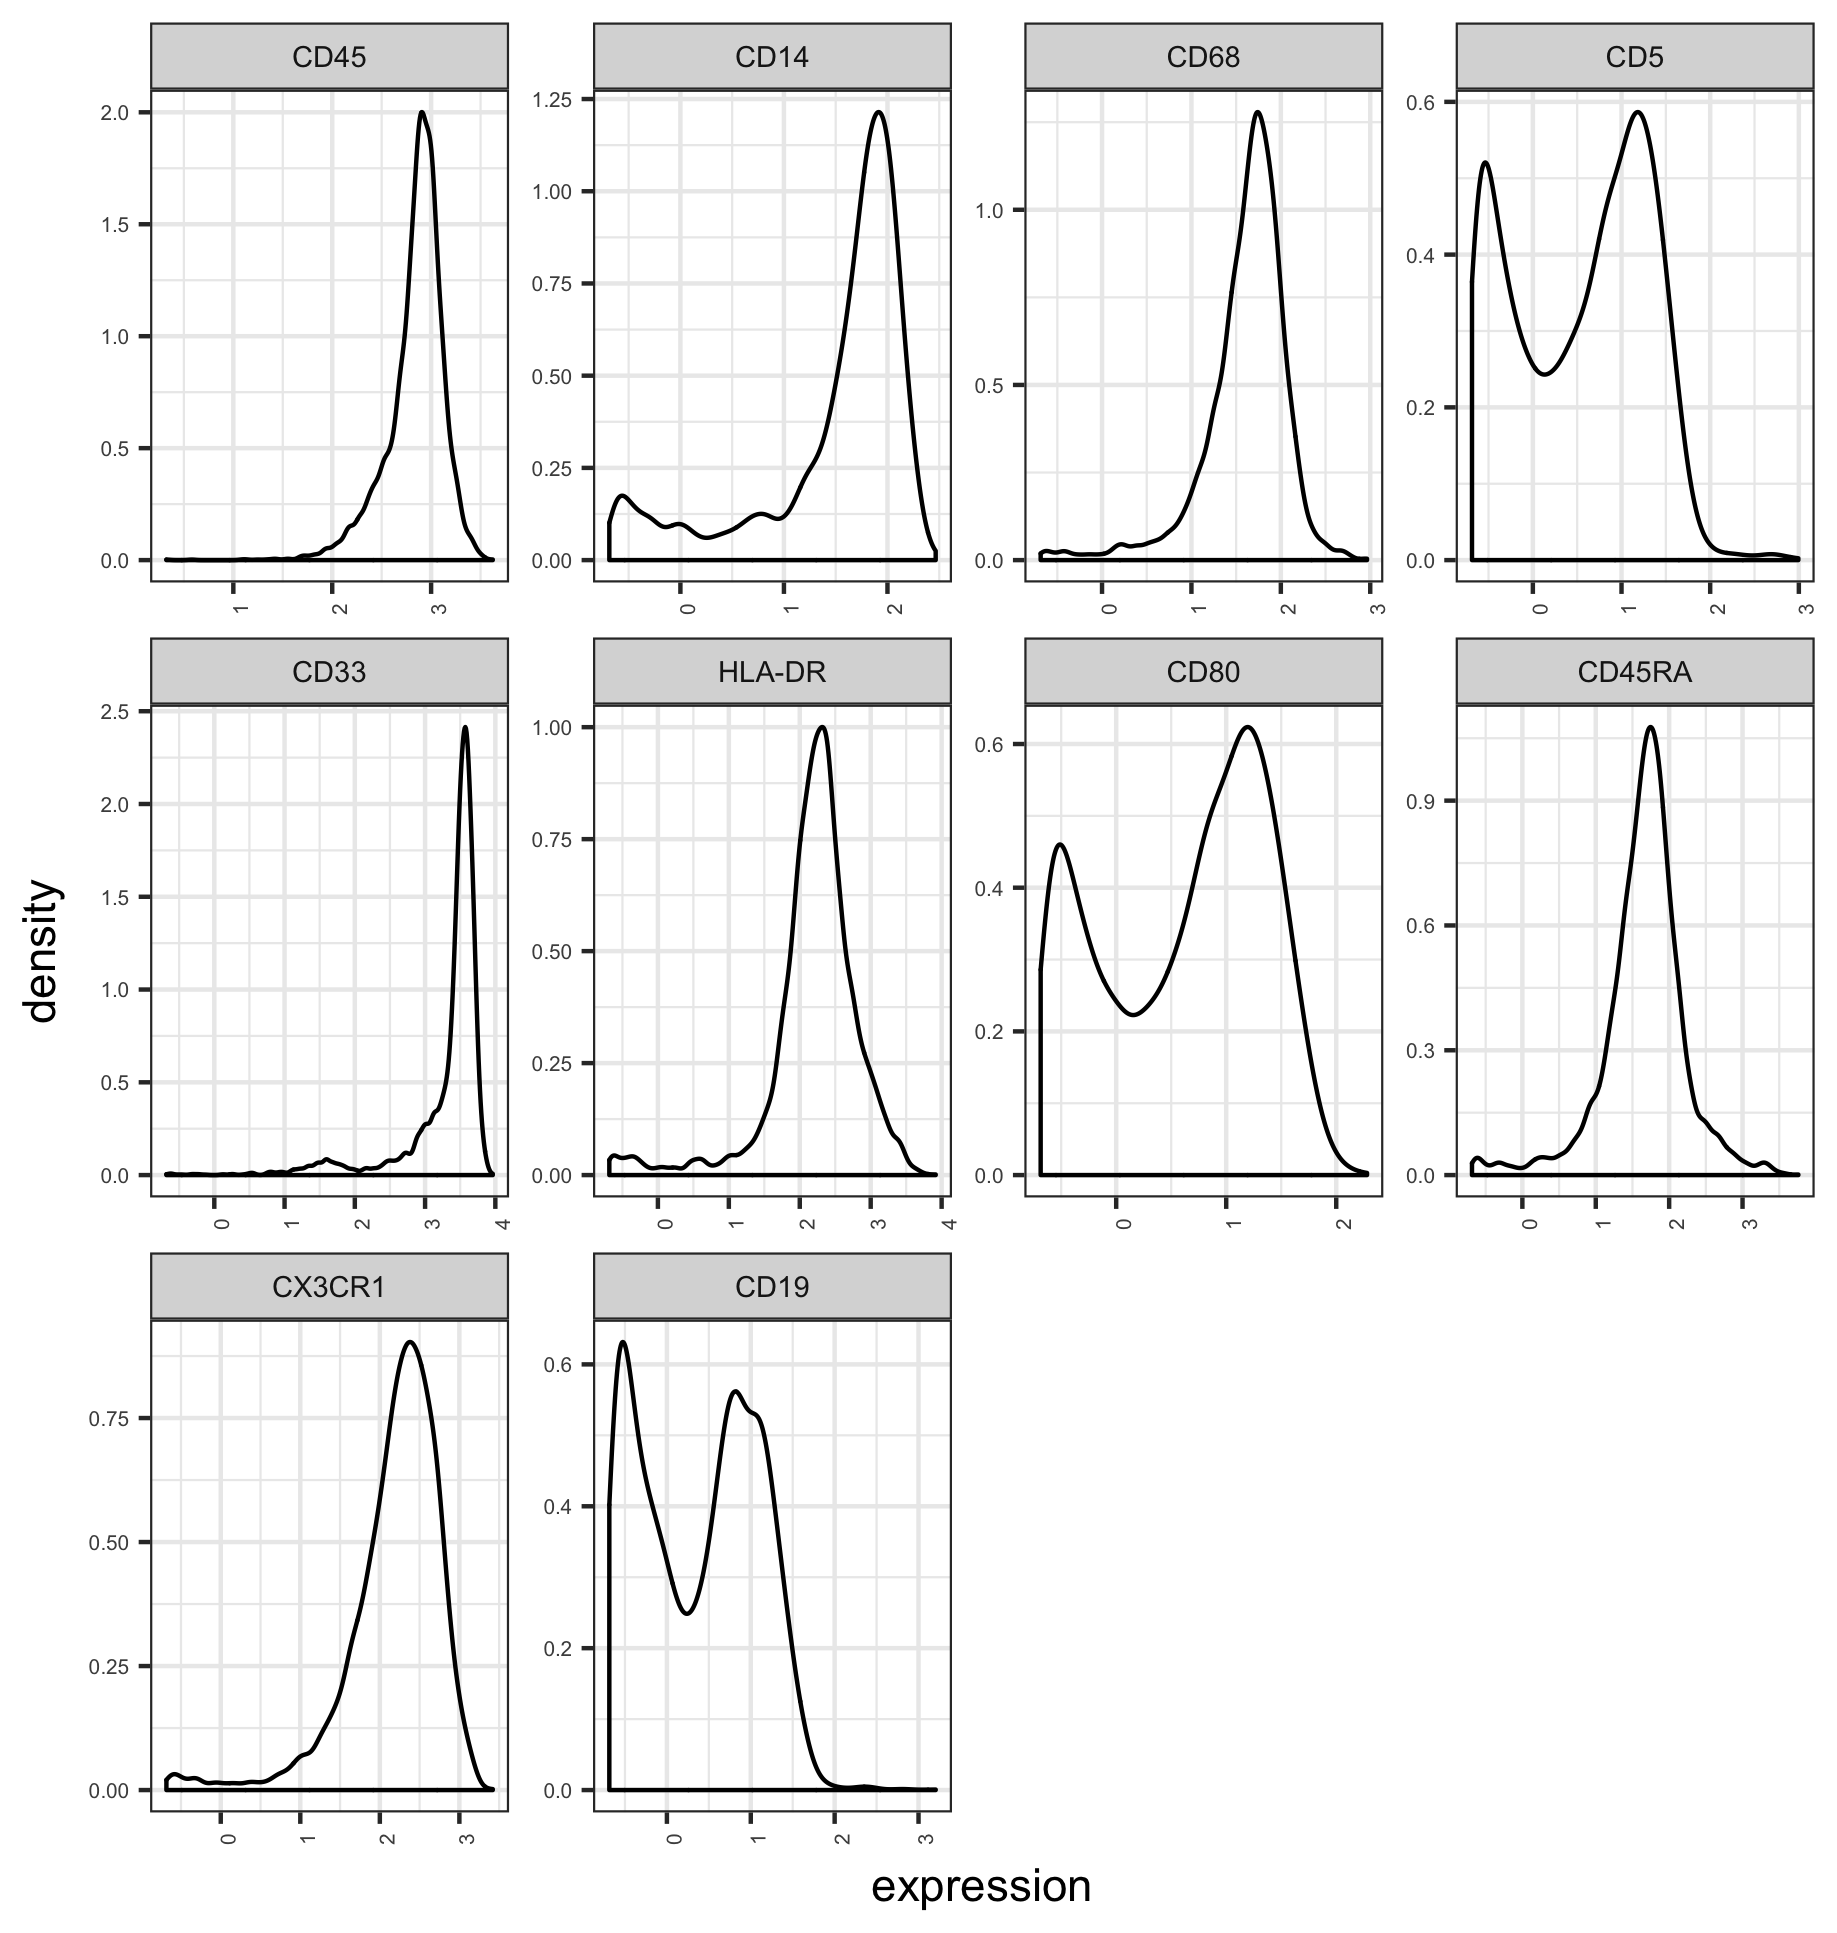 CD45 CD14 CD68 CD5
2.0 1.25 1.0 0.6
1.5 1.00 0.5 0.4
1.0 0.75 0.0 0.2
0.5 0.50 0.0
0.0 0.25
0.00
1 2 3 0 1 2 0 1 2 3 0 1 2 3
CD33 HLA-DR CD80 CD45RA
2.5 1.00 0.6 0.9
2.0 0.75 0.4 0.6
1.5 0.50 0.2 0.3
1.0 0.25 0.0 0.0
0.5 0.00
0.0
0 1 2 3 4 0 1 2 3 4 0 1 2 0 1 2 3
density
CX3CR1 CD19
0.75 0.6
0.50 0.4
0.25 0.2
0.00 0.0
0 1 2 3 0 1 2 3
expression